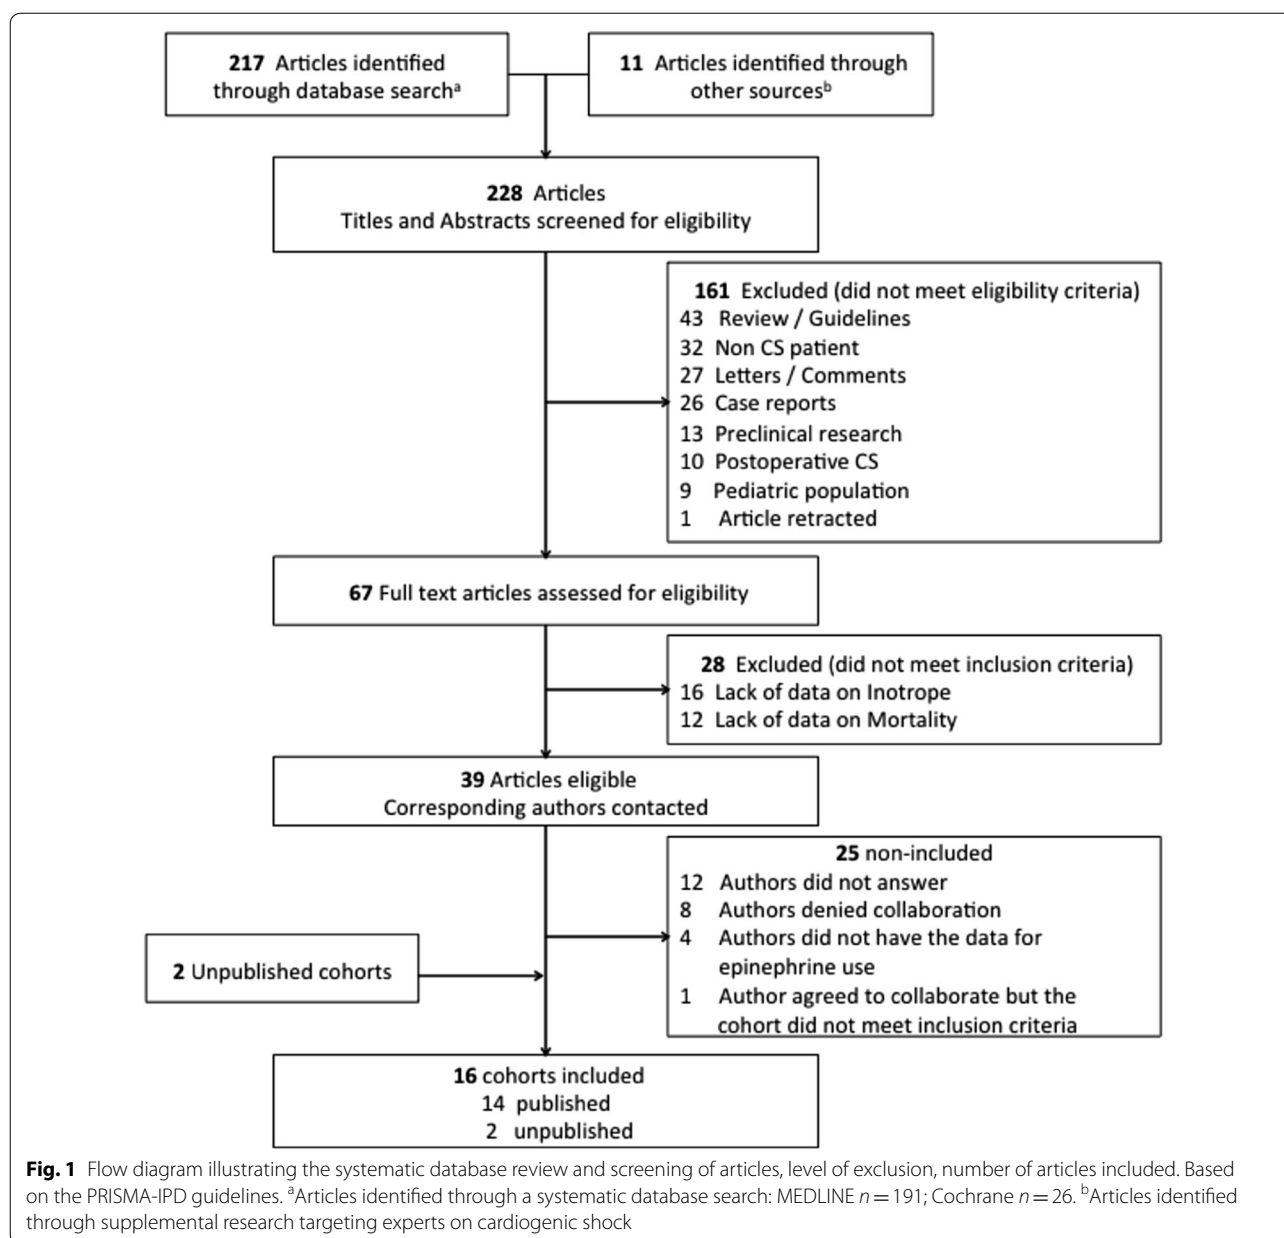 217 Articles identified
through database searchᵃ
11 Articles identified through
other sourcesᵇ
228 Articles
Titles and Abstracts screened for eligibility
161 Excluded (did not meet eligibility criteria)
43 Review / Guidelines
32 Non CS patient
27 Letters / Comments
26 Case reports
13 Preclinical research
10 Postoperative CS
9 Pediatric population
1 Article retracted
67 Full text articles assessed for eligibility
28 Excluded (did not meet inclusion criteria)
16 Lack of data on Inotrope
12 Lack of data on Mortality
39 Articles eligible
Corresponding authors contacted
25 non-included
12 Authors did not answer
8 Authors denied collaboration
4 Authors did not have the data for
epinephrine use
1 Author agreed to collaborate but the
cohort did not meet inclusion criteria
2 Unpublished cohorts
16 cohorts included
14 published
2 unpublished
Fig. 1 Flow diagram illustrating the systematic database review and screening of articles, level of exclusion, number of articles included. Based
on the PRISMA-IPD guidelines. ᵃArticles identified through a systematic database search: MEDLINE n = 191; Cochrane n = 26. ᵇArticles identified
through supplemental research targeting experts on cardiogenic shock